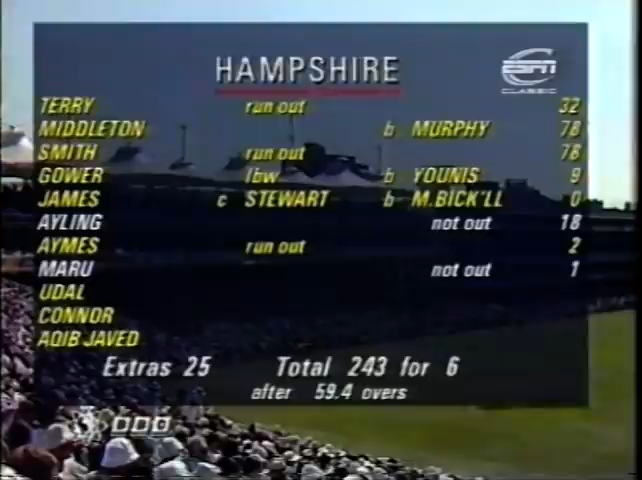 HAMPSHIRE
ESPN
CLASSIC
TERRY run out 32
MIDDLETON b MURPHY 78
SMITH run out 78
GOWER lbw b YOUNIS 9
JAMES c STEWART b M.BICK'LL 0
AYLING not out 18
AYMES run out 2
MARU not out 1
UDAL
CONNOR
AQIB JAVED
Extras 25 Total 243 for 6
after 59.4 overs
BBC